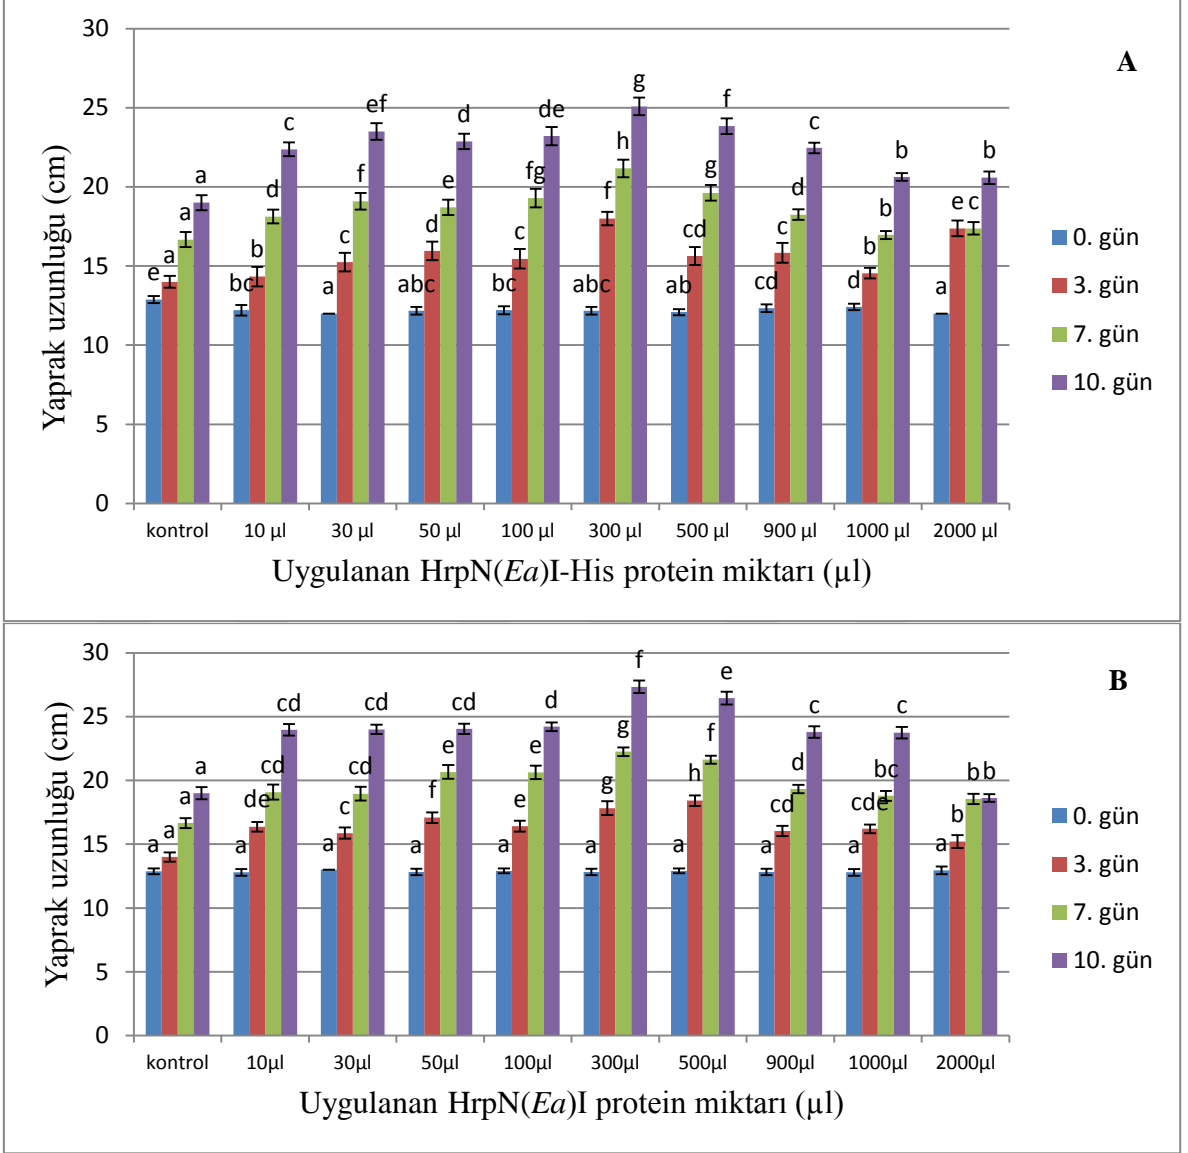 A
30
25
20
15
10
5
0
Yaprak uzunluğu (cm)
e a a a
bc b d c
a c f ef
abc d e d
bc c fg de
abc f h g
ab cd g f
cd c d c
d b b b
a e c b
kontrol 10 µl 30 µl 50 µl 100 µl 300 µl 500 µl 900 µl 1000 µl 2000 µl
Uygulanan HrpN(Ea)I-His protein miktarı (µl)
0. gün
3. gün
7. gün
10. gün
B
30
25
20
15
10
5
0
Yaprak uzunluğu (cm)
a a a a
a de cd cd
a c cd cd
a f e cd
a e e d
a g g f
a h f e
a cd d c
a cde bc c
a b b b
kontrol 10µl 30µl 50µl 100µl 300µl 500µl 900µl 1000µl 2000µl
Uygulanan HrpN(Ea)I protein miktarı (µl)
0. gün
3. gün
7. gün
10. gün